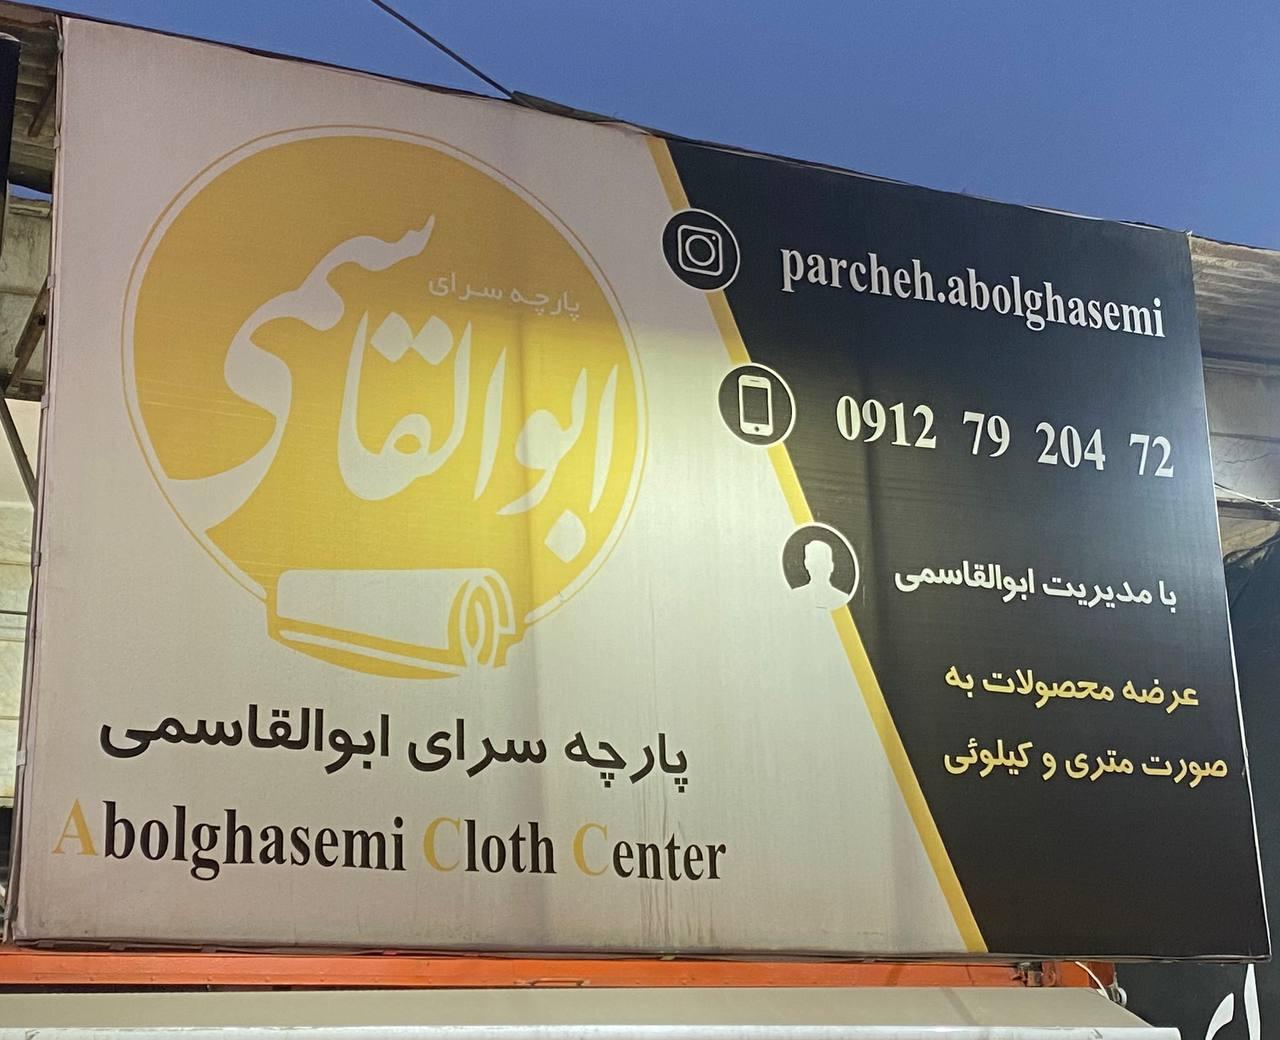 پارچه سرای
ابوالقاسمی
پارچه سرای ابوالقاسمی
Abolghasemi Cloth Center
parcheh.abolghasemi
0912 79 204 72
با مدیریت ابوالقاسمی
عرضه محصولات به
صورت متری و کیلوئی